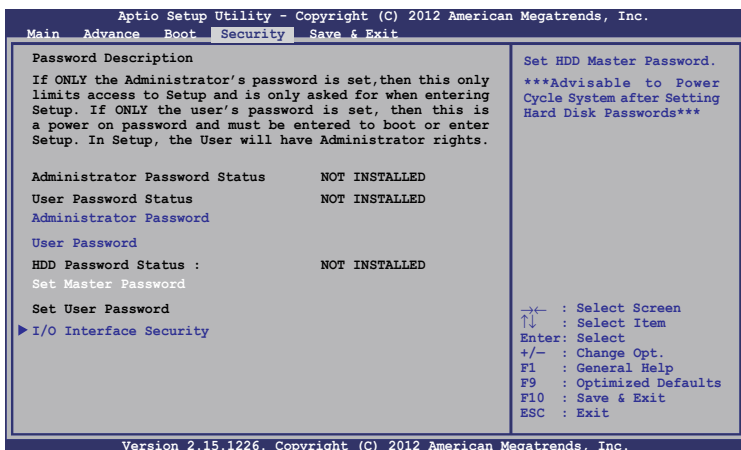 Aptio Setup Utility - Copyright (C) 2012 American Megatrends, Inc.
Main Advance Boot Security Save & Exit
Password Description
If ONLY the Administrator's password is set,then this only
limits access to Setup and is only asked for when entering
Setup. If ONLY the user's password is set, then this is
a power on password and must be entered to boot or enter
Setup. In Setup, the User will have Administrator rights.
Administrator Password Status NOT INSTALLED
User Password Status NOT INSTALLED
Administrator Password
User Password
HDD Password Status : NOT INSTALLED
Set Master Password
Set User Password
I/O Interface Security
Set HDD Master Password.
***Advisable to Power
Cycle System after Setting
Hard Disk Passwords***
→← : Select Screen
↑↓ : Select Item
Enter: Select
+/— : Change Opt.
F1 : General Help
F9 : Optimized Defaults
F10 : Save & Exit
ESC : Exit
Version 2.15.1226. Copyright (C) 2012 American Megatrends, Inc.